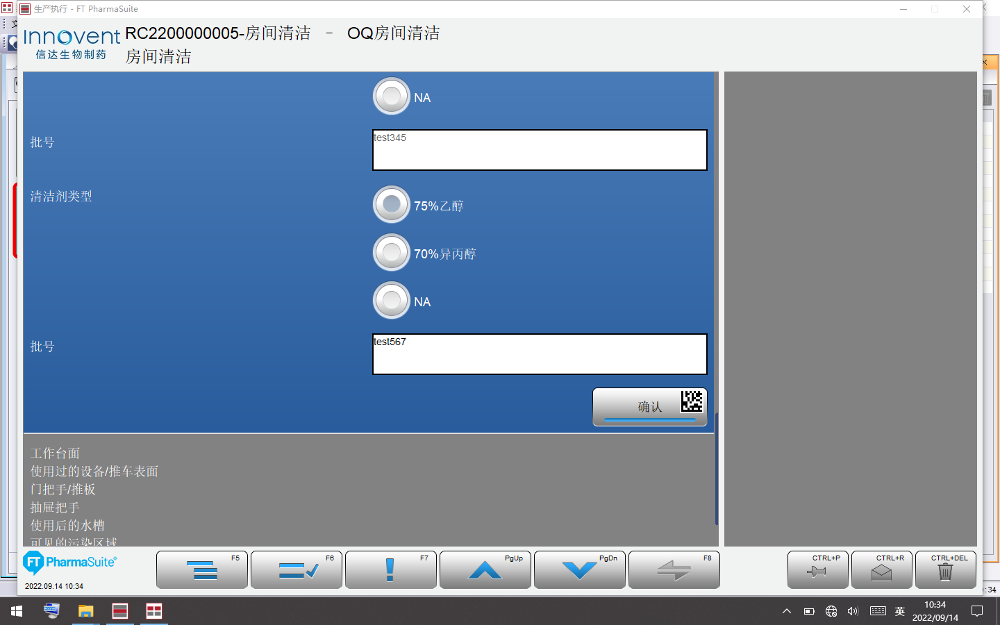 生产执行 - FT PharmaSuite
Innovent
信达生物制药
RC2200000005-房间清洁 - OQ房间清洁
房间清洁
NA
批号
test345
清洁剂类型
75%乙醇
70%异丙醇
NA
批号
test567
确认
工作台面
使用过的设备/推车表面
门把手/推板
抽屉把手
使用后的水槽
可见的污染区域
FT PharmaSuite®
2022.09.14 10:34
F5
F6
F7
PgUp
PgDn
F8
CTRL+P
CTRL+R
CTRL+DEL
:34
英
10:34
2022/09/14